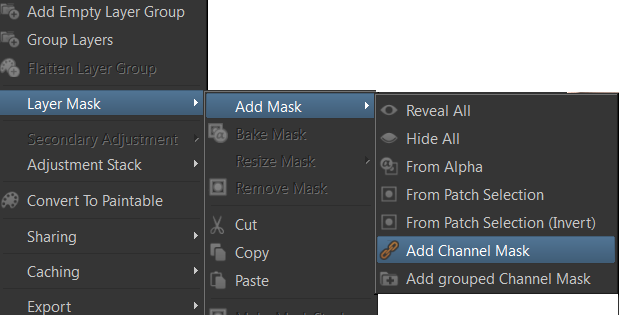 Add Empty Layer Group
Group Layers
Flatten Layer Group
Layer Mask
Secondary Adjustment
Adjustment Stack
Convert To Paintable
Sharing
Caching
Export
Add Mask
Bake Mask
Resize Mask
Remove Mask
Cut
Copy
Paste
Reveal All
Hide All
From Alpha
From Patch Selection
From Patch Selection (Invert)
Add Channel Mask
Add grouped Channel Mask